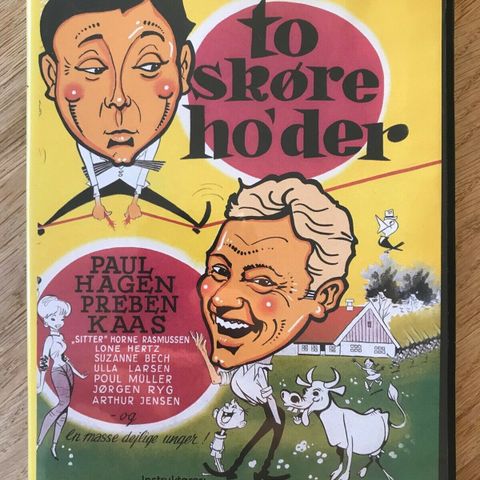 to
skøre
ho'der
PAUL
HAGEN
PREBEN
KAAS
„SITTER" HORNE RASMUSSEN
LONE HERTZ
SUZANNE BECH
ULLA LARSEN
POUL MÜLLER
JØRGEN RYG
ARTHUR JENSEN
- og
En masse dejlige unger!
Instruktører: